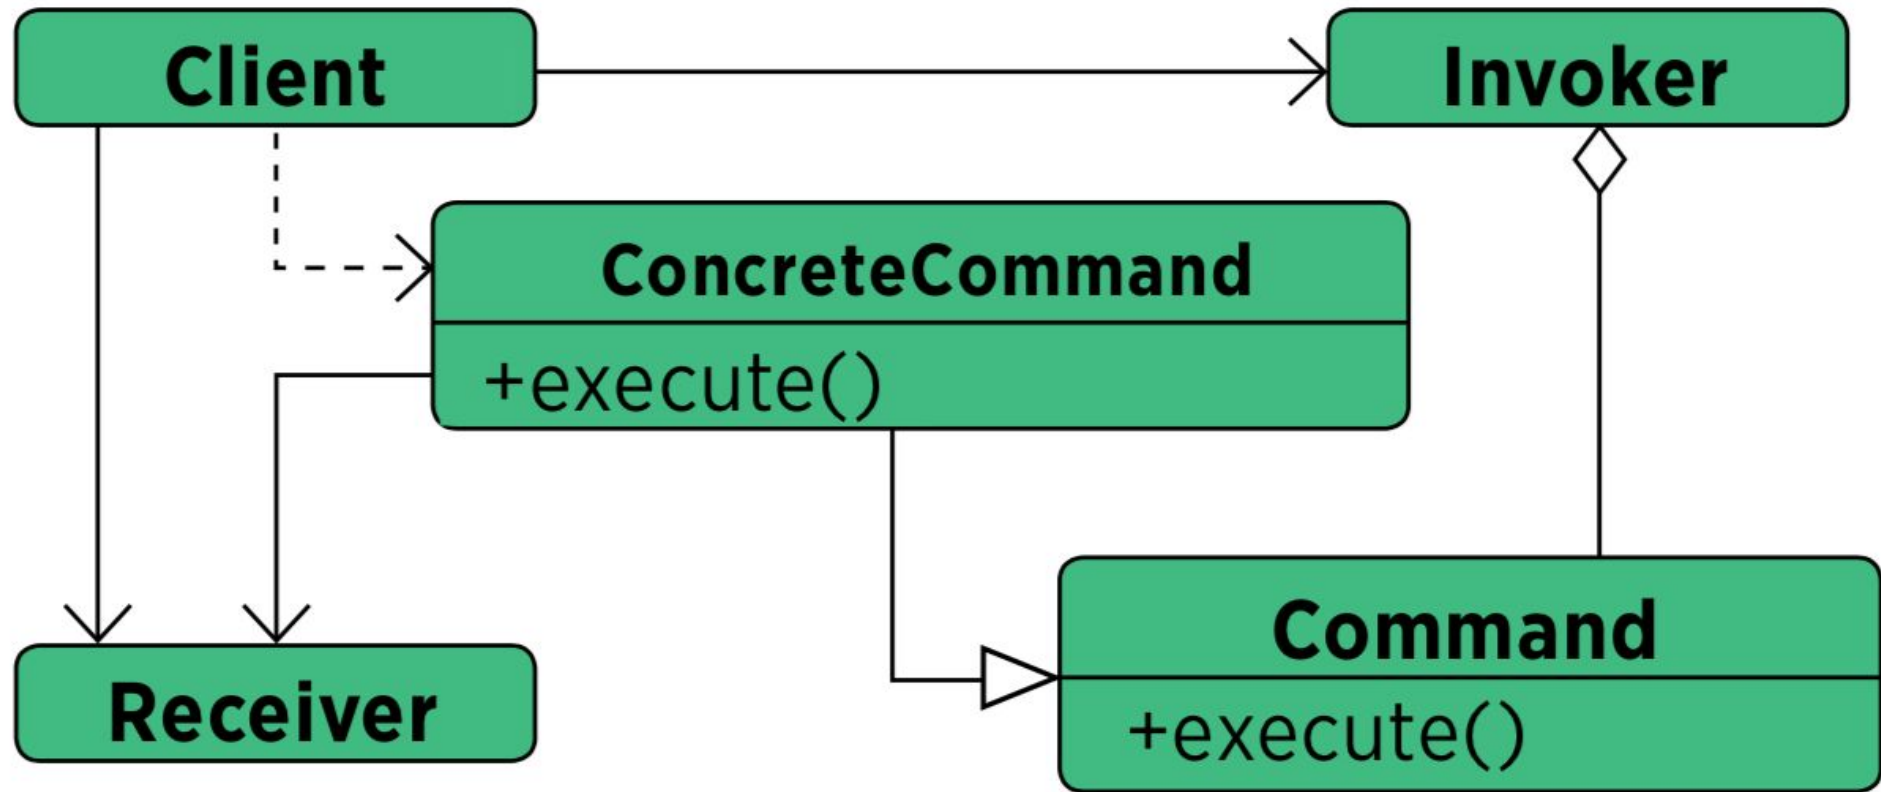 Client
Invoker
ConcreteCommand
+execute()
Command
+execute()
Receiver